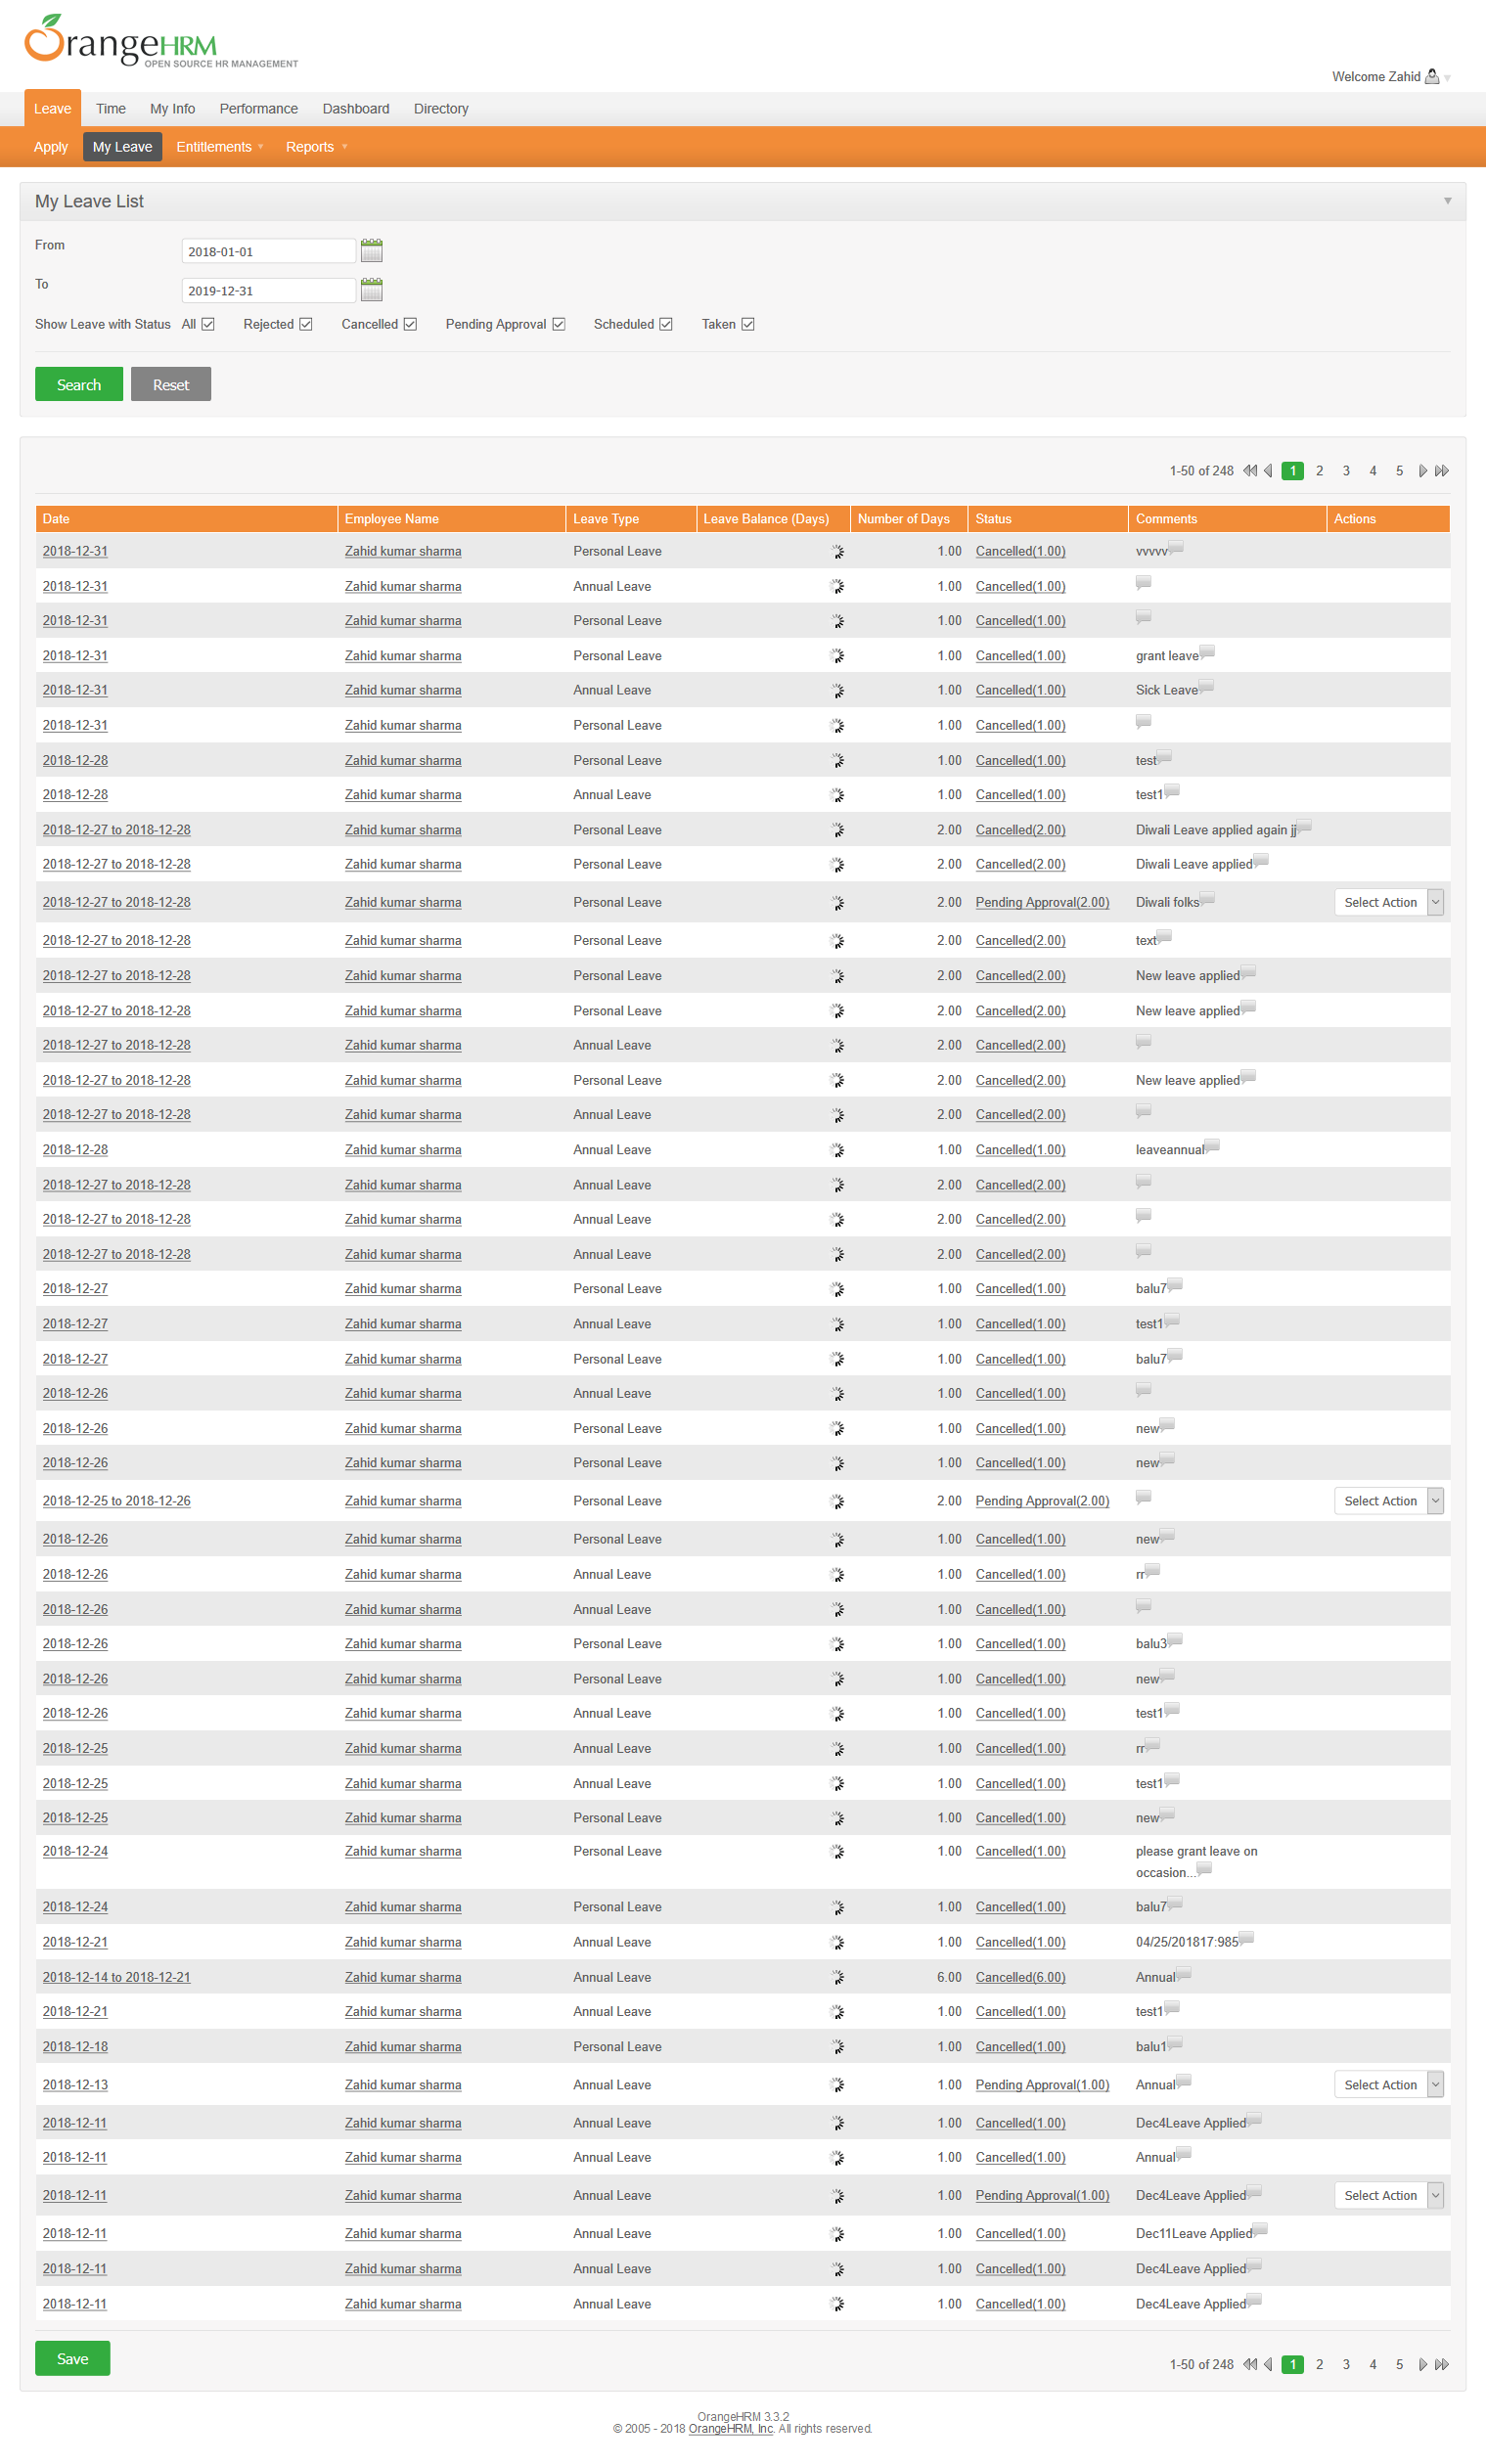 OrangeHRM
OPEN SOURCE HR MANAGEMENT
Welcome Zahid
Leave Time My Info Performance Dashboard Directory
Apply My Leave Entitlements Reports
My Leave List
From 2018-01-01
To 2019-12-31
Show Leave with Status All Rejected Cancelled Pending Approval Scheduled Taken
Search Reset
1-50 of 248 1 2 3 4 5
Date Employee Name Leave Type Leave Balance (Days) Number of Days Status Comments Actions
2018-12-31 Zahid kumar sharma Personal Leave 1.00 Cancelled(1.00) vvvvv
2018-12-31 Zahid kumar sharma Annual Leave 1.00 Cancelled(1.00)
2018-12-31 Zahid kumar sharma Personal Leave 1.00 Cancelled(1.00)
2018-12-31 Zahid kumar sharma Personal Leave 1.00 Cancelled(1.00) grant leave
2018-12-31 Zahid kumar sharma Annual Leave 1.00 Cancelled(1.00) Sick Leave
2018-12-31 Zahid kumar sharma Personal Leave 1.00 Cancelled(1.00)
2018-12-28 Zahid kumar sharma Personal Leave 1.00 Cancelled(1.00) test
2018-12-28 Zahid kumar sharma Annual Leave 1.00 Cancelled(1.00) test1
2018-12-27 to 2018-12-28 Zahid kumar sharma Personal Leave 2.00 Cancelled(2.00) Diwali Leave applied again jj
2018-12-27 to 2018-12-28 Zahid kumar sharma Personal Leave 2.00 Cancelled(2.00) Diwali Leave applied
2018-12-27 to 2018-12-28 Zahid kumar sharma Personal Leave 2.00 Pending Approval(2.00) Diwali folks Select Action
2018-12-27 to 2018-12-28 Zahid kumar sharma Personal Leave 2.00 Cancelled(2.00) text
2018-12-27 to 2018-12-28 Zahid kumar sharma Personal Leave 2.00 Cancelled(2.00) New leave applied
2018-12-27 to 2018-12-28 Zahid kumar sharma Personal Leave 2.00 Cancelled(2.00) New leave applied
2018-12-27 to 2018-12-28 Zahid kumar sharma Annual Leave 2.00 Cancelled(2.00)
2018-12-27 to 2018-12-28 Zahid kumar sharma Personal Leave 2.00 Cancelled(2.00) New leave applied
2018-12-27 to 2018-12-28 Zahid kumar sharma Annual Leave 2.00 Cancelled(2.00)
2018-12-28 Zahid kumar sharma Annual Leave 1.00 Cancelled(1.00) leaveannual
2018-12-27 to 2018-12-28 Zahid kumar sharma Annual Leave 2.00 Cancelled(2.00)
2018-12-27 to 2018-12-28 Zahid kumar sharma Annual Leave 2.00 Cancelled(2.00)
2018-12-27 to 2018-12-28 Zahid kumar sharma Annual Leave 2.00 Cancelled(2.00)
2018-12-27 Zahid kumar sharma Personal Leave 1.00 Cancelled(1.00) balu7
2018-12-27 Zahid kumar sharma Annual Leave 1.00 Cancelled(1.00) test1
2018-12-27 Zahid kumar sharma Personal Leave 1.00 Cancelled(1.00) balu7
2018-12-26 Zahid kumar sharma Annual Leave 1.00 Cancelled(1.00)
2018-12-26 Zahid kumar sharma Personal Leave 1.00 Cancelled(1.00) new
2018-12-26 Zahid kumar sharma Personal Leave 1.00 Cancelled(1.00) new
2018-12-25 to 2018-12-26 Zahid kumar sharma Personal Leave 2.00 Pending Approval(2.00) Select Action
2018-12-26 Zahid kumar sharma Personal Leave 1.00 Cancelled(1.00) new
2018-12-26 Zahid kumar sharma Annual Leave 1.00 Cancelled(1.00) rr
2018-12-26 Zahid kumar sharma Annual Leave 1.00 Cancelled(1.00)
2018-12-26 Zahid kumar sharma Personal Leave 1.00 Cancelled(1.00) balu3
2018-12-26 Zahid kumar sharma Personal Leave 1.00 Cancelled(1.00) new
2018-12-26 Zahid kumar sharma Annual Leave 1.00 Cancelled(1.00) test1
2018-12-25 Zahid kumar sharma Annual Leave 1.00 Cancelled(1.00) rr
2018-12-25 Zahid kumar sharma Annual Leave 1.00 Cancelled(1.00) test1
2018-12-25 Zahid kumar sharma Personal Leave 1.00 Cancelled(1.00) new
2018-12-24 Zahid kumar sharma Personal Leave 1.00 Cancelled(1.00) please grant leave on
occasion...
2018-12-24 Zahid kumar sharma Personal Leave 1.00 Cancelled(1.00) balu7
2018-12-21 Zahid kumar sharma Annual Leave 1.00 Cancelled(1.00) 04/25/201817:985
2018-12-14 to 2018-12-21 Zahid kumar sharma Annual Leave 6.00 Cancelled(6.00) Annual
2018-12-21 Zahid kumar sharma Annual Leave 1.00 Cancelled(1.00) test1
2018-12-18 Zahid kumar sharma Personal Leave 1.00 Cancelled(1.00) balu1
2018-12-13 Zahid kumar sharma Annual Leave 1.00 Pending Approval(1.00) Annual Select Action
2018-12-11 Zahid kumar sharma Annual Leave 1.00 Cancelled(1.00) Dec4Leave Applied
2018-12-11 Zahid kumar sharma Annual Leave 1.00 Cancelled(1.00) Annual
2018-12-11 Zahid kumar sharma Annual Leave 1.00 Pending Approval(1.00) Dec4Leave Applied Select Action
2018-12-11 Zahid kumar sharma Annual Leave 1.00 Cancelled(1.00) Dec11Leave Applied
2018-12-11 Zahid kumar sharma Annual Leave 1.00 Cancelled(1.00) Dec4Leave Applied
2018-12-11 Zahid kumar sharma Annual Leave 1.00 Cancelled(1.00) Dec4Leave Applied
Save
1-50 of 248 1 2 3 4 5
OrangeHRM 3.3.2
© 2005 - 2018 OrangeHRM, Inc. All rights reserved.